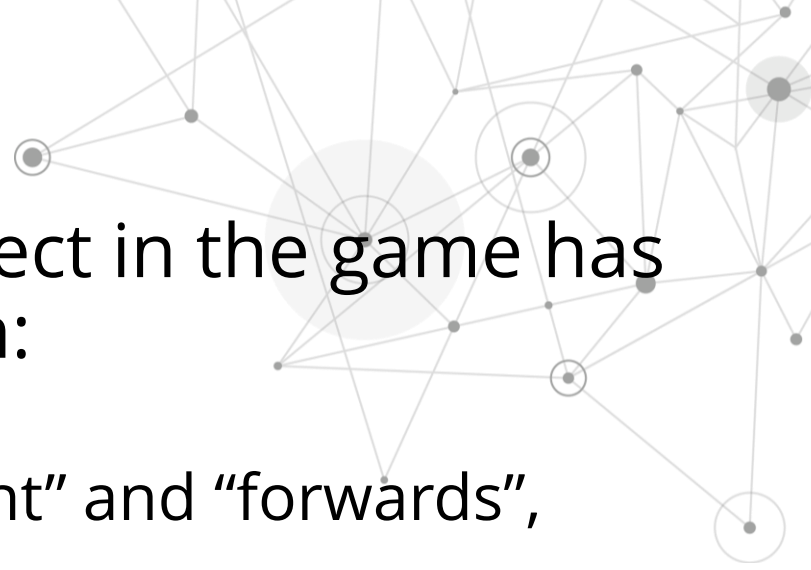 ect in the game has
:
nt” and “forwards”,